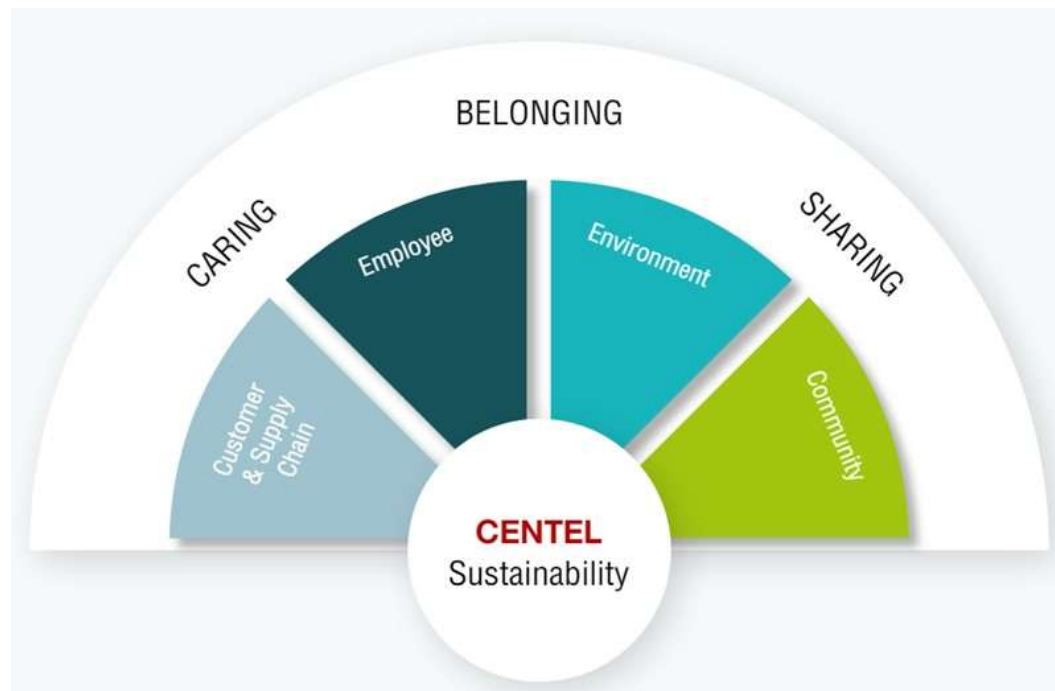 BELONGING
CARING
SHARING
Employee
Environment
Customer
& Supply
Chain
Community
CENTEL
Sustainability